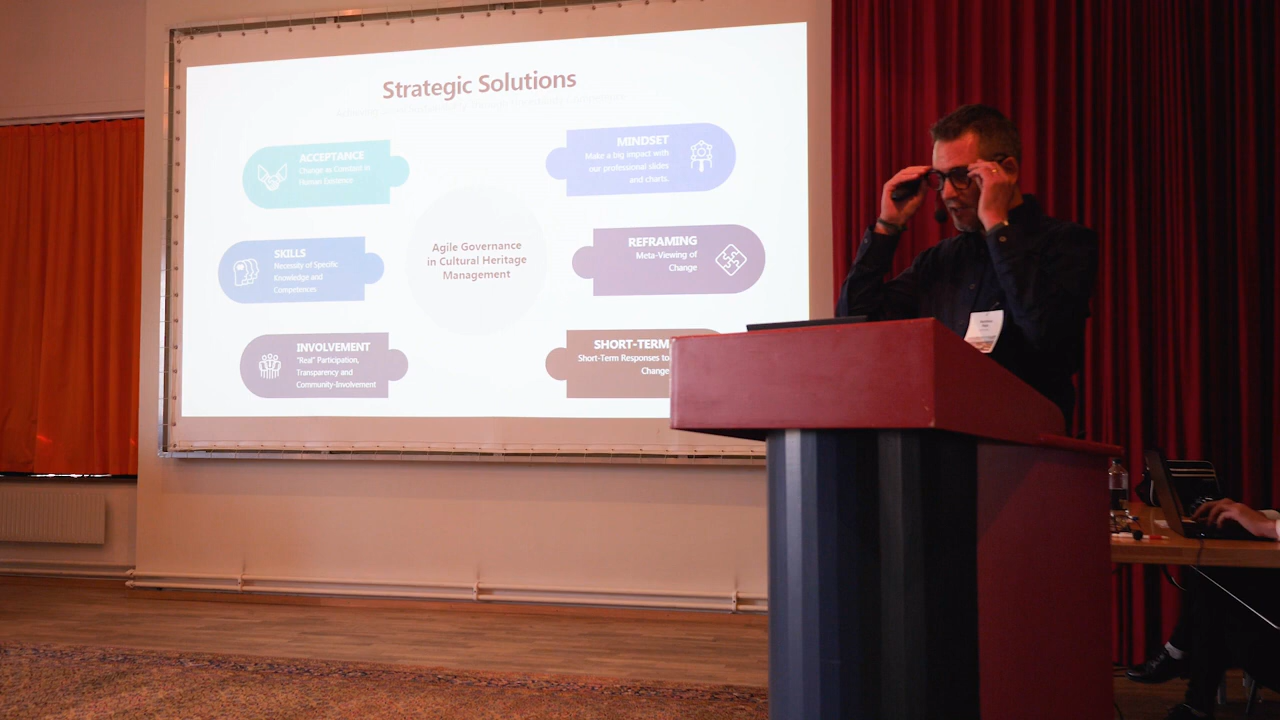 Strategic Solutions
ACCEPTANCE
Change as Constant in
Human Existence
SKILLS
Necessity of Specific
Knowledge and
Competences
INVOLVEMENT
"Real" Participation,
Transparency and
Community-Involvement
Agile Governance
in Cultural Heritage
Management
MINDSET
Make a big impact with
our professional slides
and charts.
REFRAMING
Meta-Viewing of
Change
SHORT-TERM
Short-Term Responses to
Change